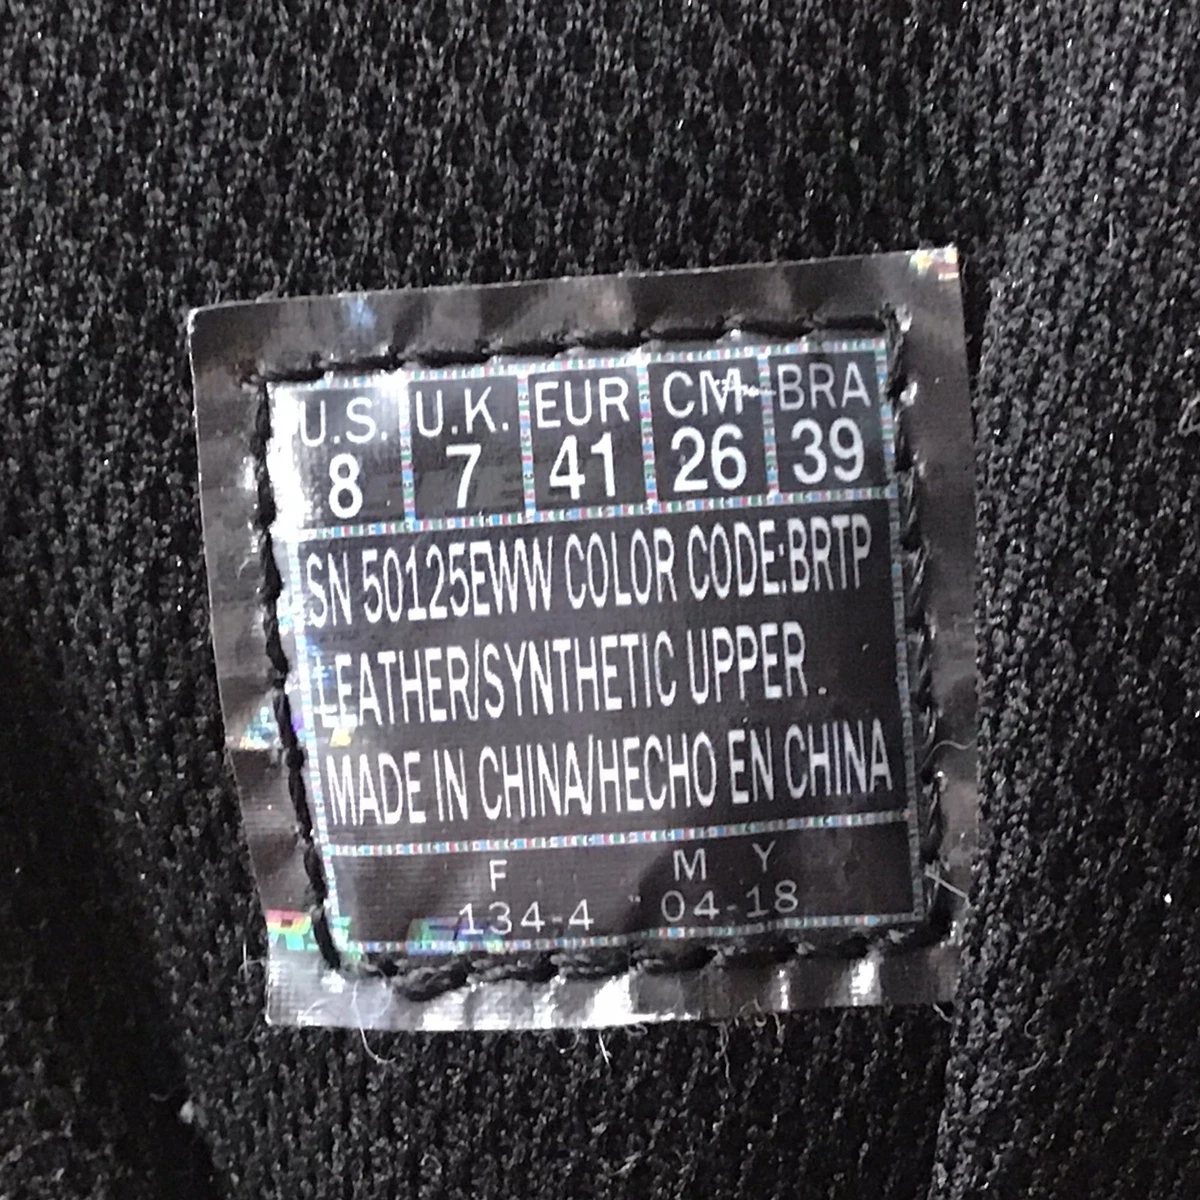 U.S. U.K. EUR CM BRA
8 7 41 26 39
SN 50125EWW COLOR CODE:BRTP
LEATHER/SYNTHETIC UPPER.
MADE IN CHINA/HECHO EN CHINA
F M Y
134-4 04-18